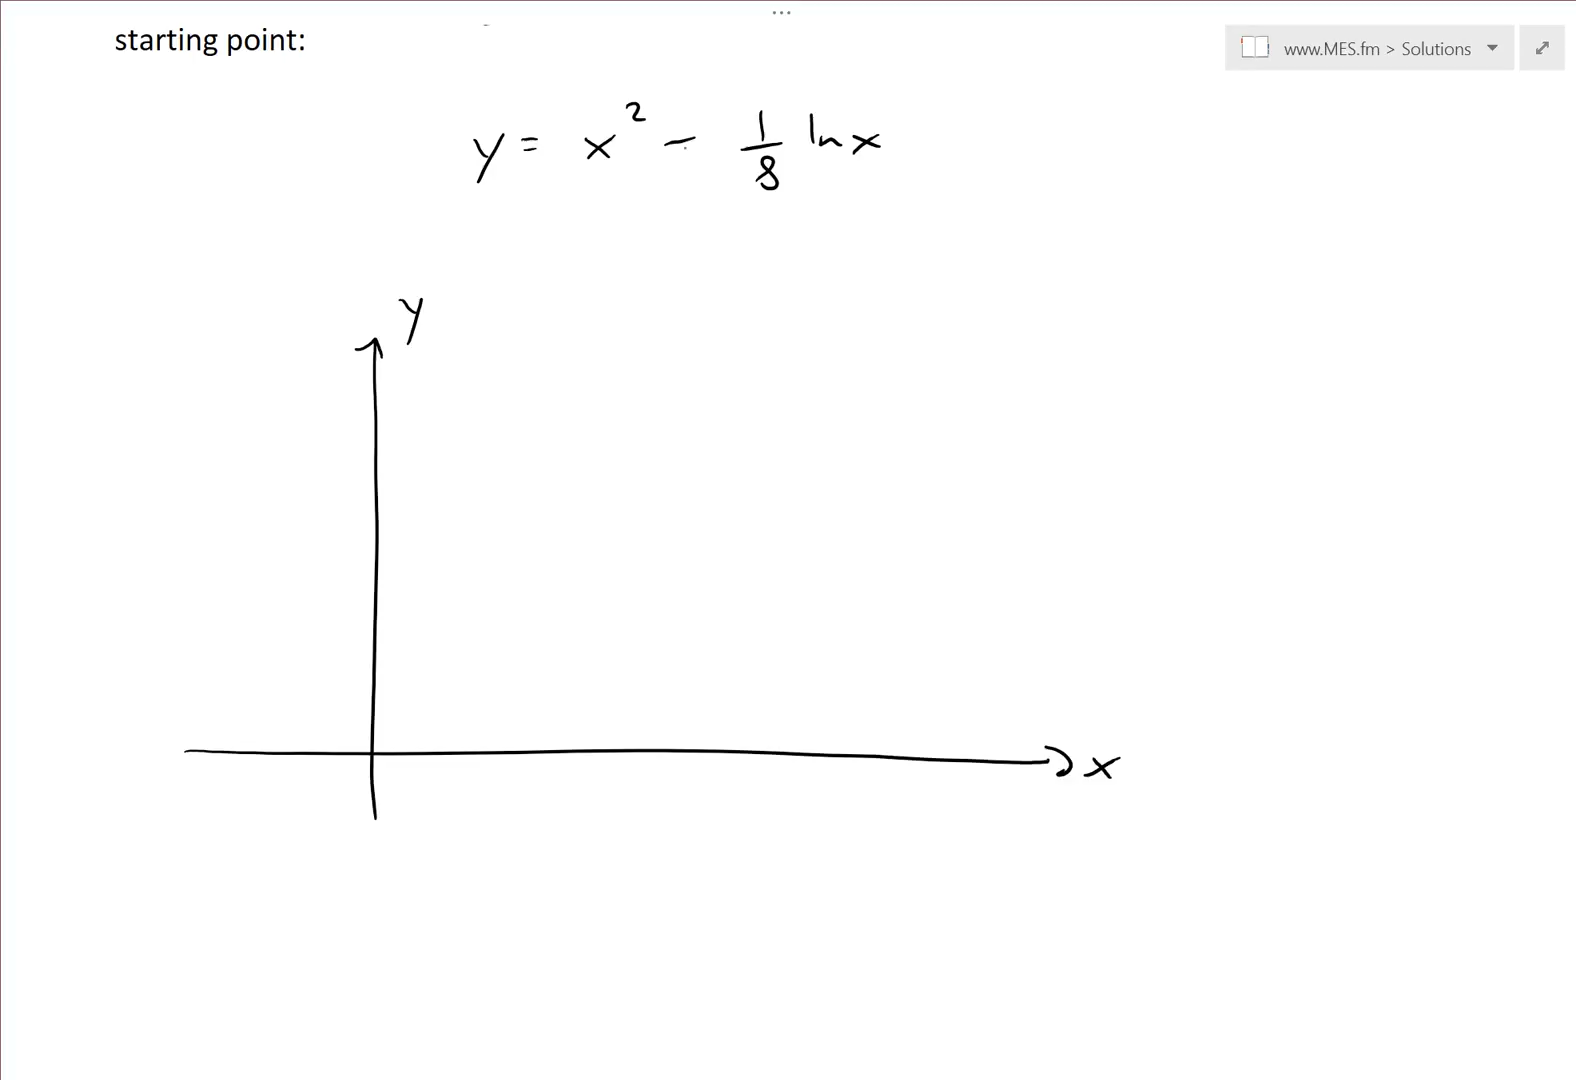 starting point:
www.MES.fm > Solutions
y = x² - 1/8 ln x
y
x